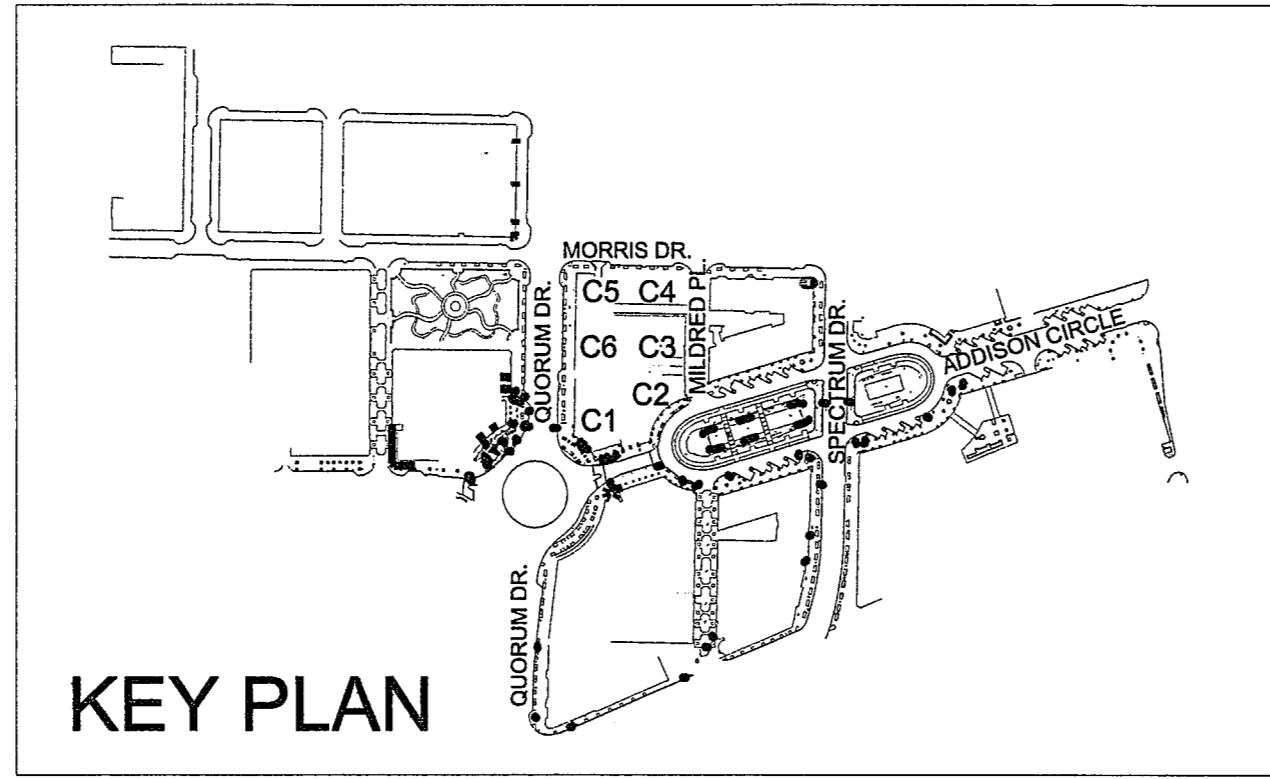 MORRIS DR.
C5 C4
C6 C3
C2
C1
QUORUM DR.
MILDRED PL.
SPECTRUM DR.
ADDISON CIRCLE
QUORUM DR.
KEY PLAN